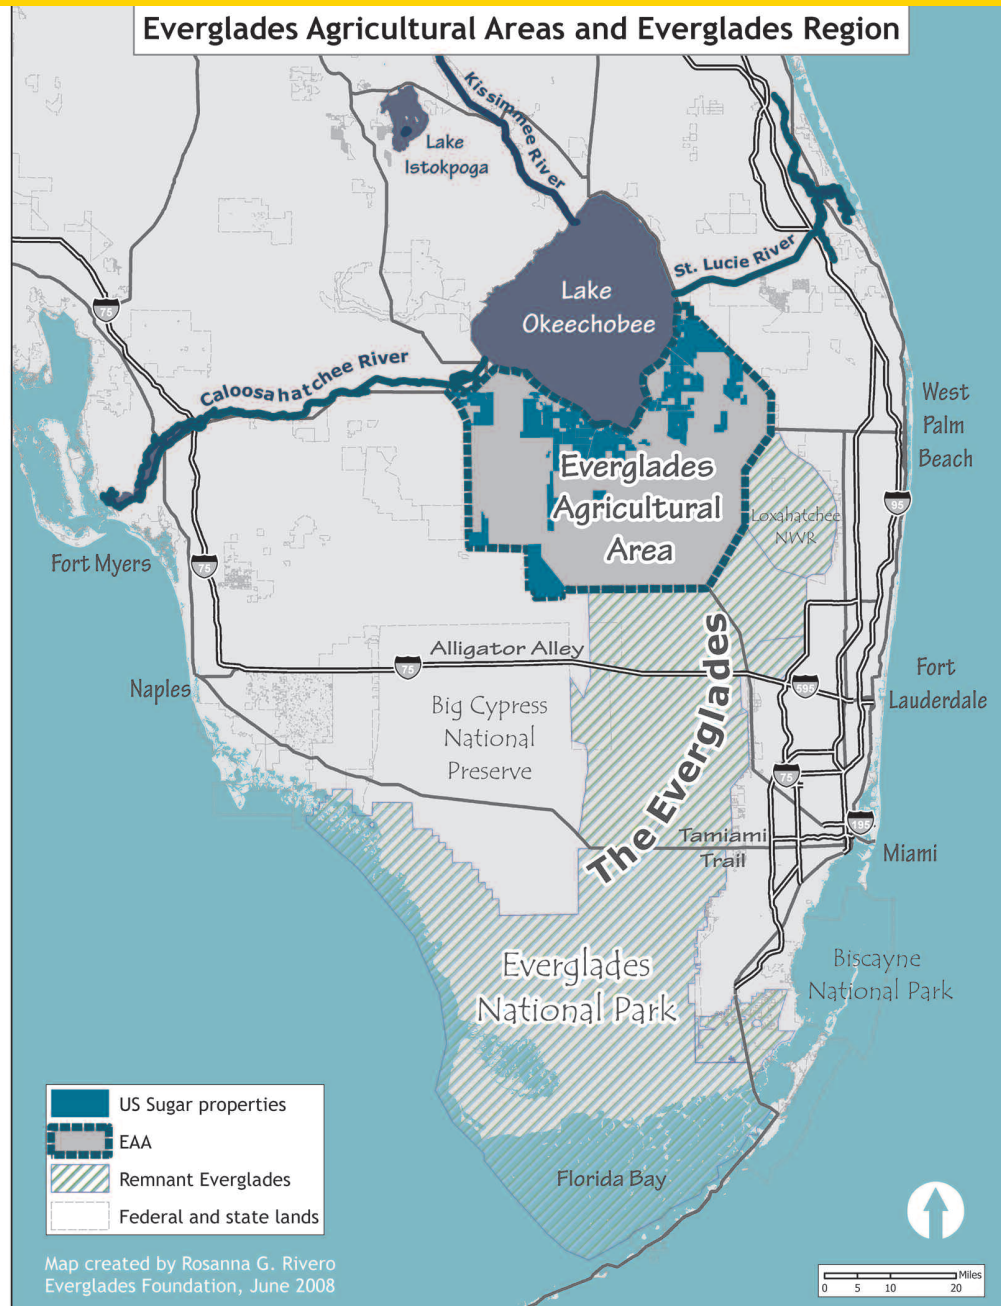 Everglades Agricultural Areas and Everglades Region
Kissimmee River
Lake
Istokpoga
St. Lucie River
Lake
Okeechobee
75
Caloosahatchee River
West
Palm
Beach
Everglades
Agricultural
Area
Loxahatchee
NWR
95
Fort Myers
75
Alligator Alley
75
The Everglades
Naples
595
Fort
Lauderdale
Big Cypress
National
Preserve
75
195
Tamiami
Trail
Miami
Everglades
National Park
Biscayne
National Park
Florida Bay
US Sugar properties
EAA
Remnant Everglades
Federal and state lands
Map created by Rosanna G. Rivero
Everglades Foundation, June 2008
Miles
0 5 10 20